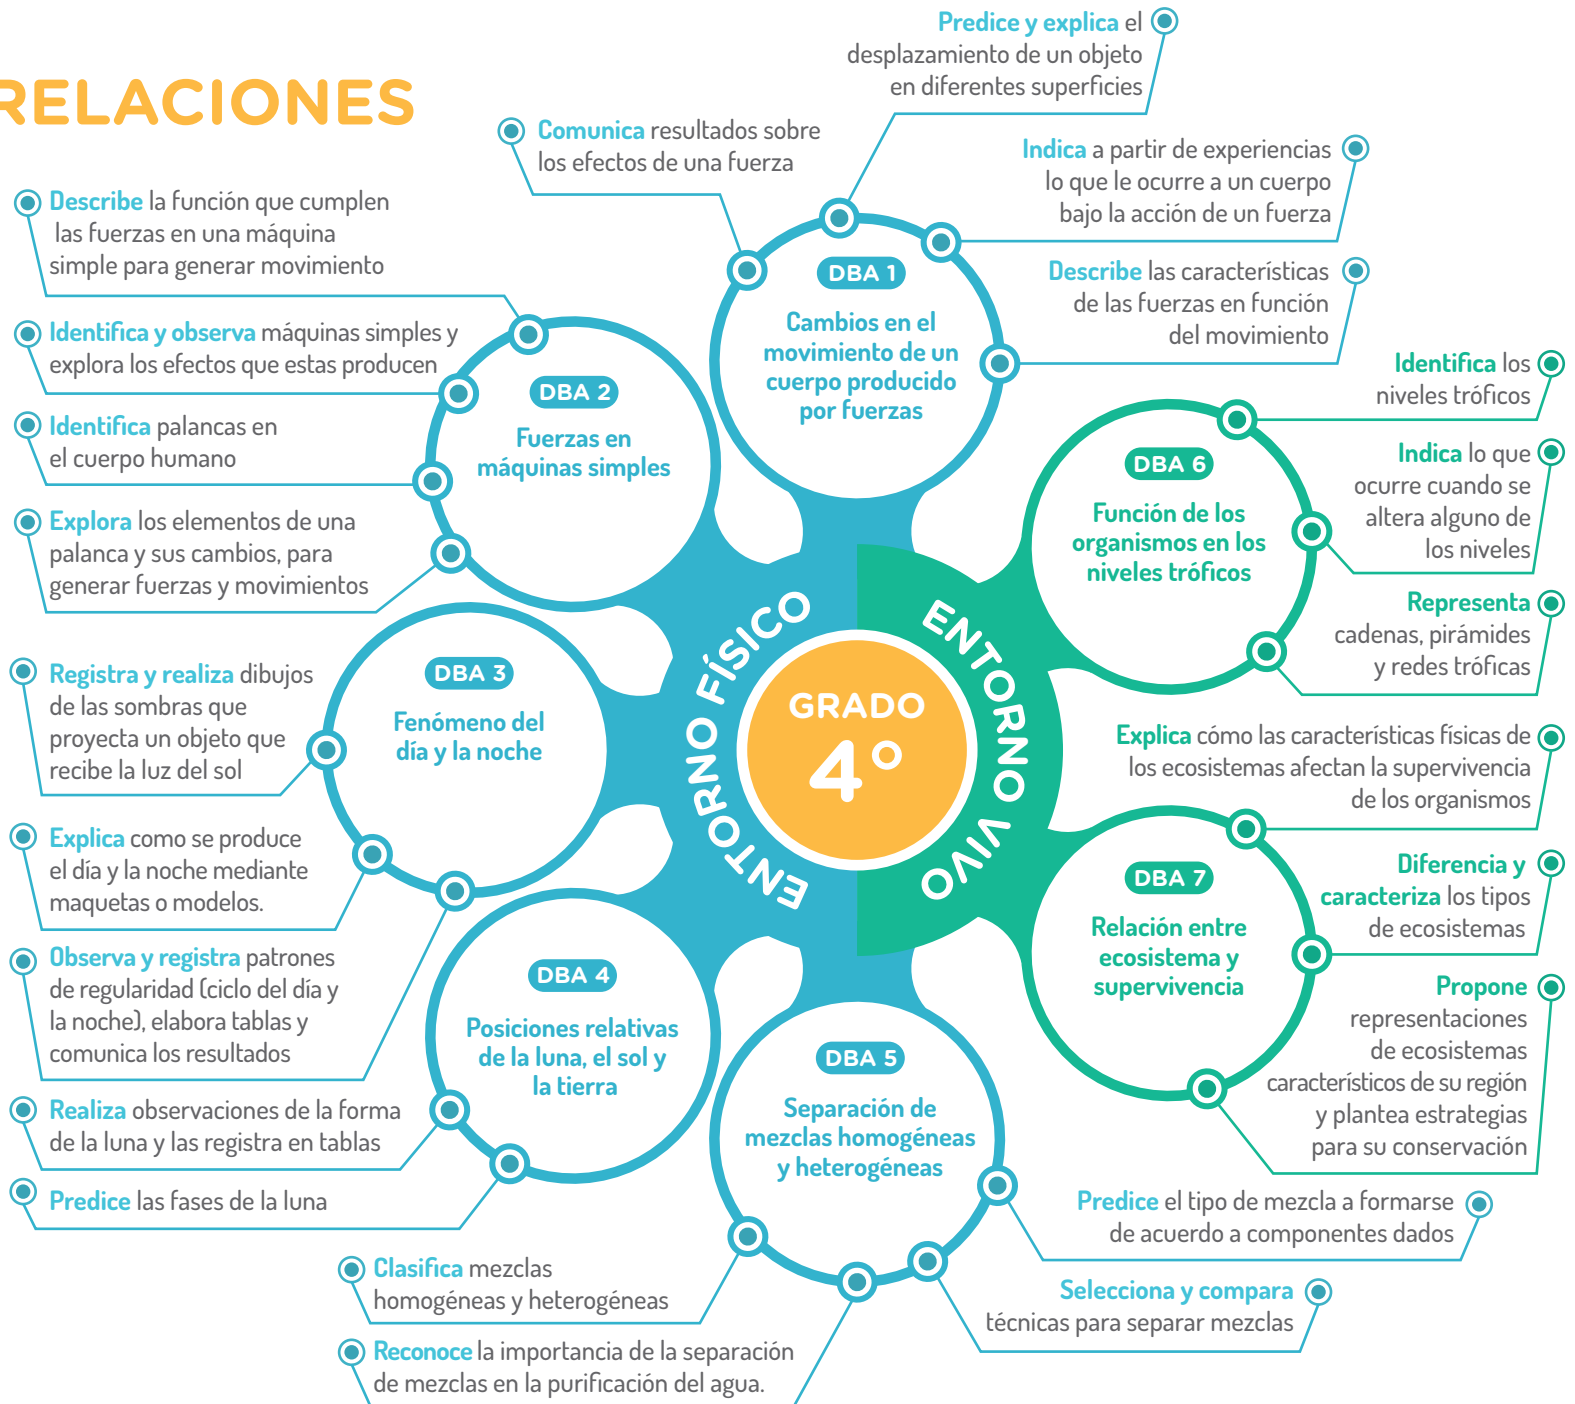 RELACIONES
Predice y explica el
desplazamiento de un objeto
en diferentes superficies
Comunica resultados sobre
los efectos de una fuerza
Indica a partir de experiencias
lo que le ocurre a un cuerpo
bajo la acción de un fuerza
Describe las características
de las fuerzas en función
del movimiento
DBA 1
Cambios en el
movimiento de un
cuerpo producido
por fuerzas
Describe la función que cumplen
las fuerzas en una máquina
simple para generar movimiento
Identifica y observa máquinas simples y
explora los efectos que estas producen
Identifica palancas en
el cuerpo humano
Explora los elementos de una
palanca y sus cambios, para
generar fuerzas y movimientos
DBA 2
Fuerzas en
máquinas simples
Registra y realiza dibujos
de las sombras que
proyecta un objeto que
recibe la luz del sol
Explica como se produce
el día y la noche mediante
maquetas o modelos.
Observa y registra patrones
de regularidad (ciclo del día y
la noche), elabora tablas y
comunica los resultados
DBA 3
Fenómeno del
día y la noche
Realiza observaciones de la forma
de la luna y las registra en tablas
Predice las fases de la luna
DBA 4
Posiciones relativas
de la luna, el sol y
la tierra
DBA 5
Separación de
mezclas homogéneas
y heterogéneas
Clasifica mezclas
homogéneas y heterogéneas
Reconoce la importancia de la separación
de mezclas en la purificación del agua.
Selecciona y compara
técnicas para separar mezclas
Predice el tipo de mezcla a formarse
de acuerdo a componentes dados
ENTORNO FÍSICO
GRADO
4°
ENTORNO VIVO
DBA 6
Función de los
organismos en los
niveles tróficos
Identifica los
niveles tróficos
Indica lo que
ocurre cuando se
altera alguno de
los niveles
Representa
cadenas, pirámides
y redes tróficas
DBA 7
Relación entre
ecosistema y
supervivencia
Explica cómo las características físicas de
los ecosistemas afectan la supervivencia
de los organismos
Diferencia y
caracteriza los tipos
de ecosistemas
Propone
representaciones
de ecosistemas
característicos de su región
y plantea estrategias
para su conservación